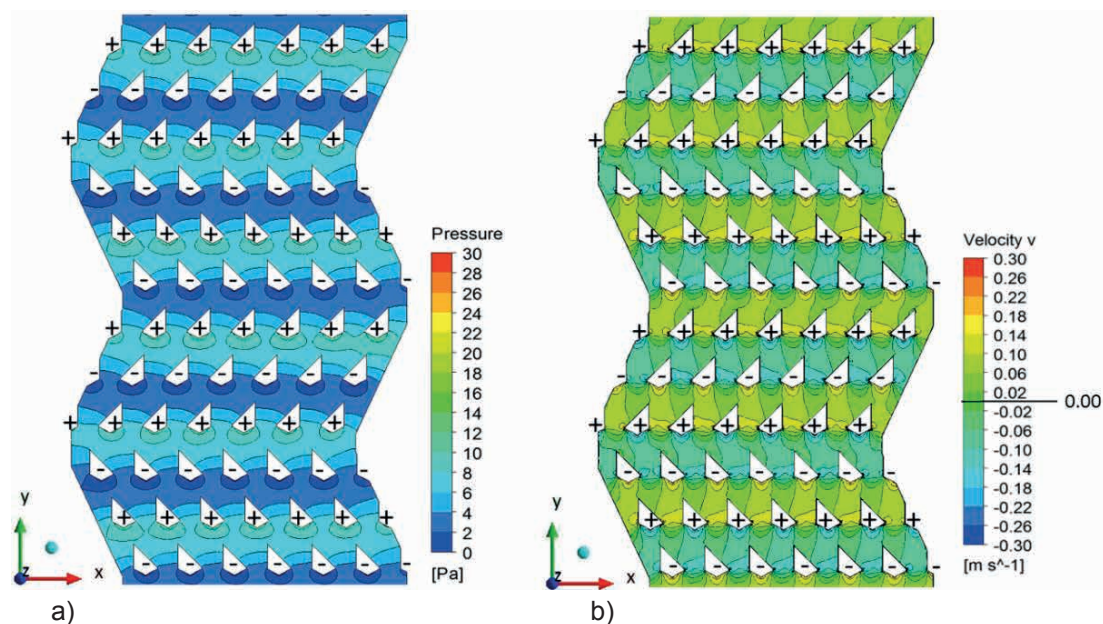 + + + + + + +
- - - - - - -
+ + + + + + +
- - - - - - -
+ + + + + + +
- - - - - - -
+ + + + + + +
- - - - - - -
+ + + + + + +
- - - - - - -
+ + + + + + +
- - - - - - -
Pressure
30
28
26
24
22
20
18
16
14
12
10
8
6
4
2
0
[Pa]
y
z
x
a)
+ + + + + + +
- - - - - - -
+ + + + + + +
- - - - - - -
+ + + + + + +
- - - - - - -
+ + + + + + +
- - - - - - -
+ + + + + + +
- - - - - - -
+ + + + + + +
- - - - - - -
Velocity v
0.30
0.26
0.22
0.18
0.14
0.10
0.06
0.02
0.00
-0.02
-0.06
-0.10
-0.14
-0.18
-0.22
-0.26
-0.30
[m s^-1]
y
z
x
b)